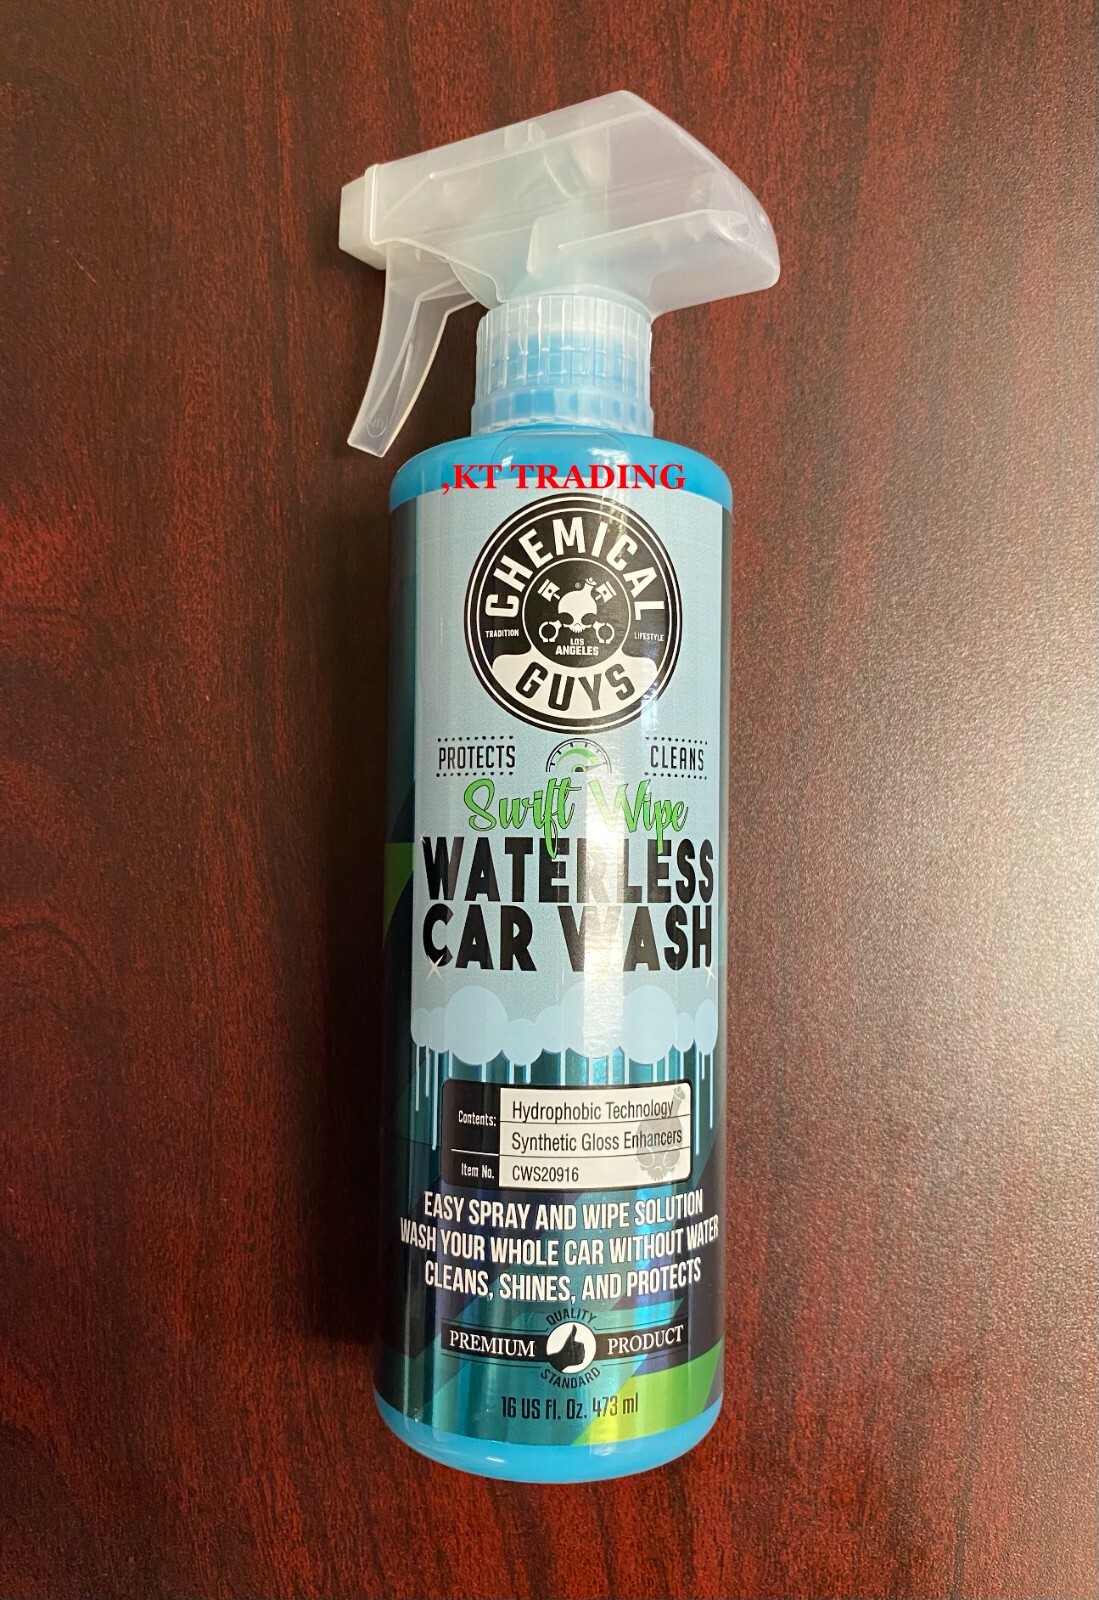 ,KT TRADING
CHEMICAL
TRADITION
LIFESTYLE
LOS
ANGELES
GUYS
PROTECTS
CLEANS
Swift Wipe
WATERLESS
CAR WASH
Contents:
Hydrophobic Technology
Synthetic Gloss Enhancers
Item No.
CWS20916
EASY SPRAY AND WIPE SOLUTION
WASH YOUR WHOLE CAR WITHOUT WATER
CLEANS, SHINES, AND PROTECTS
QUALITY
PREMIUM PRODUCT
STANDARD
16 US Fl. Oz. 473 ml